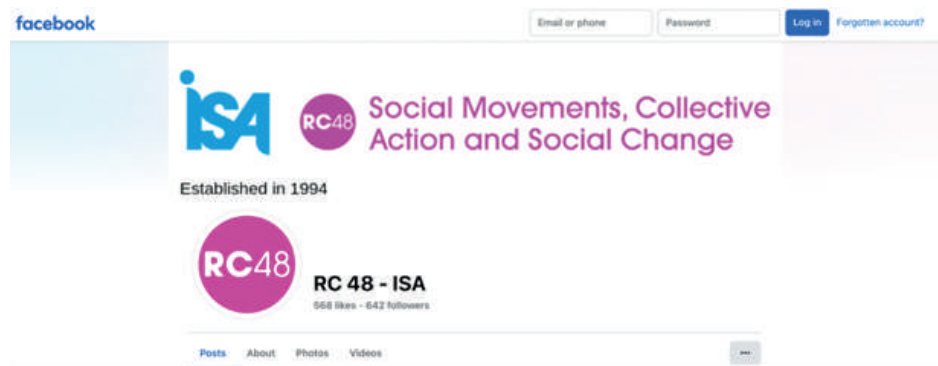 facebook
Email or phone
Password
Log in
Forgotten account?
ISA
RC48
Social Movements, Collective
Action and Social Change
Established in 1994
RC48
RC 48 - ISA
568 likes • 642 followers
Posts
About
Photos
Videos
...